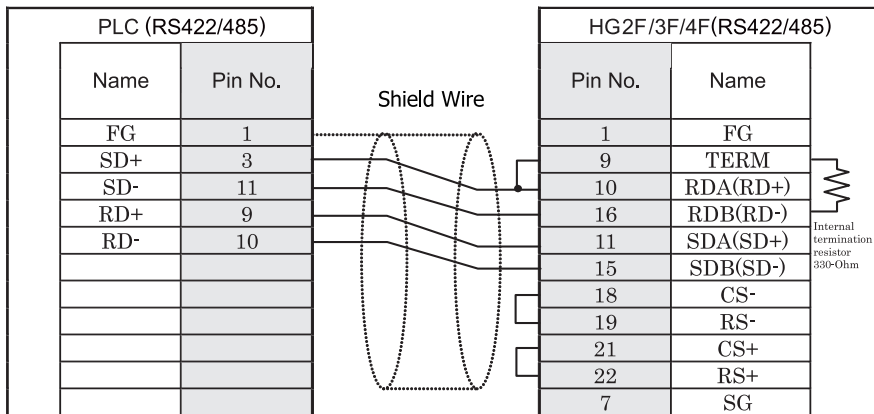 PLC (RS422/485) HG2F/3F/4F(RS422/485)
Name Pin No. Shield Wire Pin No. Name
FG 1 1 FG
SD+ 3 9 TERM
SD- 11 10 RDA(RD+)
RD+ 9 16 RDB(RD-)
RD- 10 11 SDA(SD+)
15 SDB(SD-)
18 CS-
19 RS-
21 CS+
22 RS+
7 SG
Internal
termination
resistor
330-Ohm